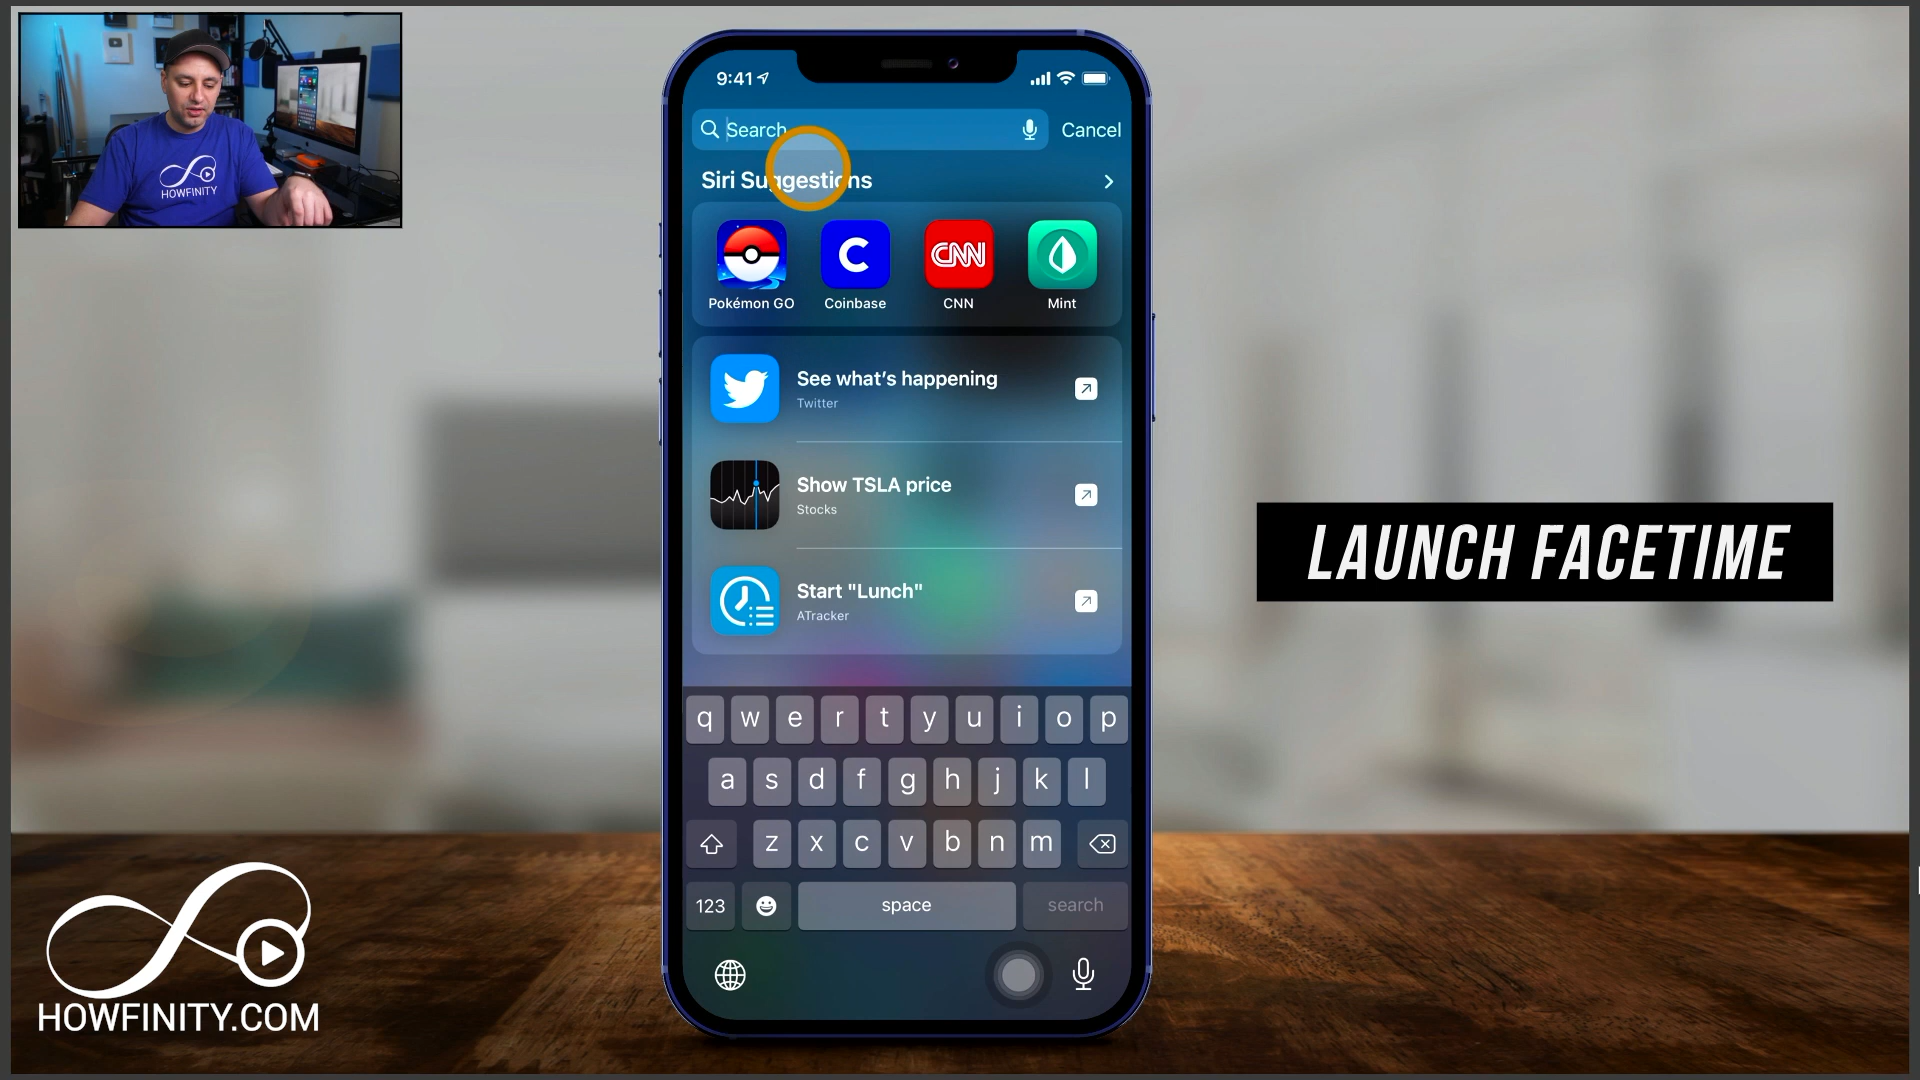 HOWFINITY
9:41
Search
Cancel
Siri Suggestions
C
CNN
Pokémon GO
Coinbase
CNN
Mint
See what's happening
Twitter
Show TSLA price
Stocks
Start "Lunch"
ATracker
LAUNCH FACETIME
q w e r t y u i o p
a s d f g h j k l
z x c v b n m
123
space
search
HOWFINITY.COM